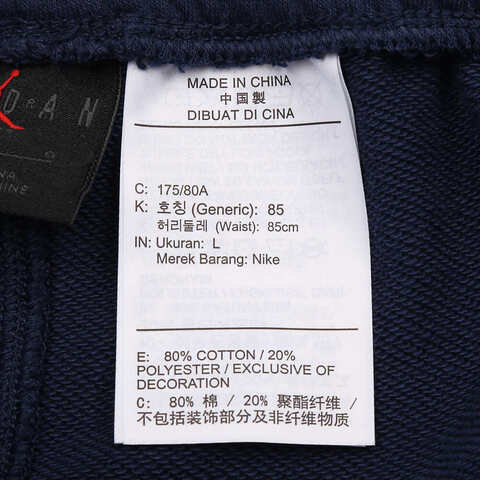 JORDAN
MADE IN CHINA
中国製
DIBUAT DI CINA
C: 175/80A
K: 호칭 (Generic): 85
허리둘레 (Waist): 85cm
IN: Ukuran: L
Merek Barang: Nike
E: 80% COTTON / 20%
POLYESTER / EXCLUSIVE OF
DECORATION
C: 80% 棉 / 20% 聚酯纤维 /
不包括装饰部分及非纤维物质